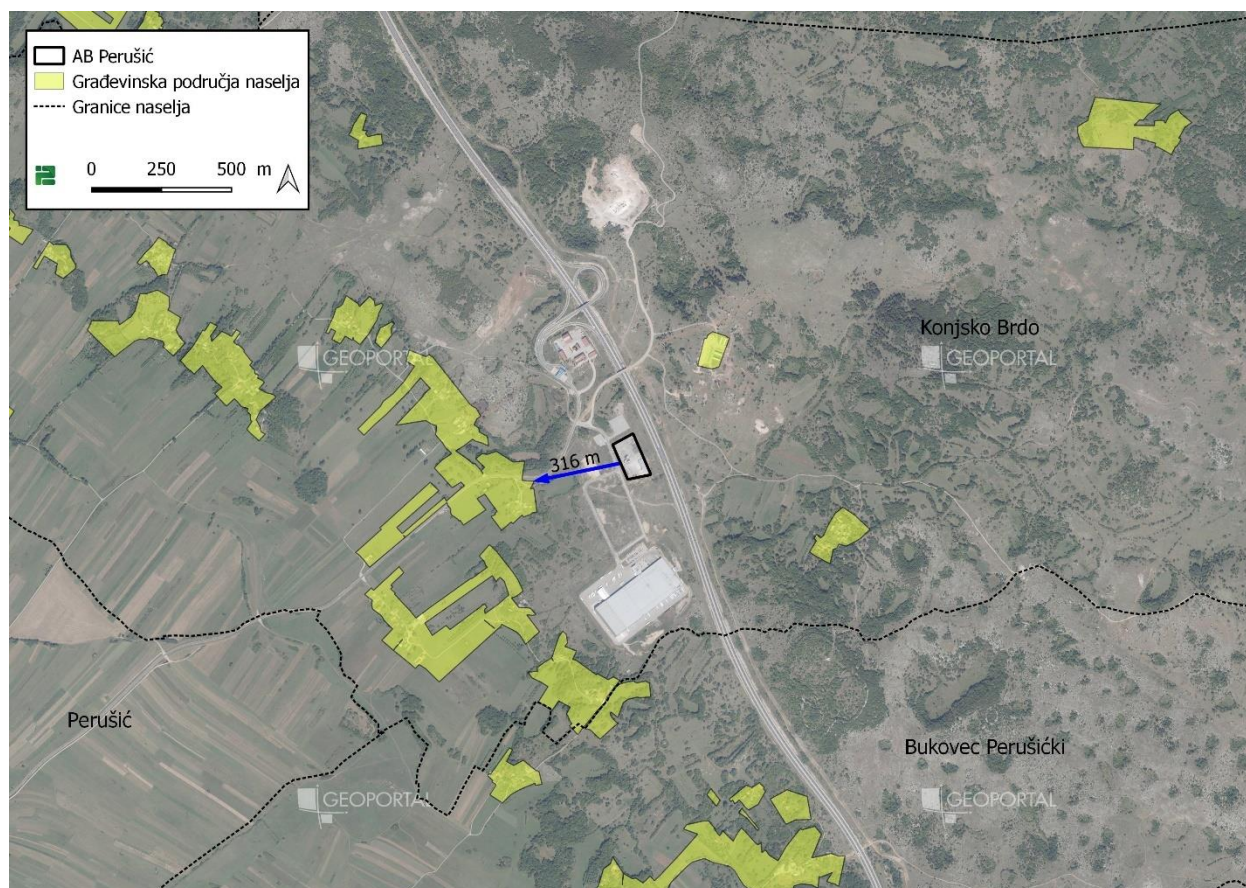 AB Perušić
Građevinska područja naselja
Granice naselja
0 250 500 m
Konjsko Brdo
GEOPORTAL
GEOPORTAL
316 m
Perušić
Bukovec Perušićki
GEOPORTAL
GEOPORTAL